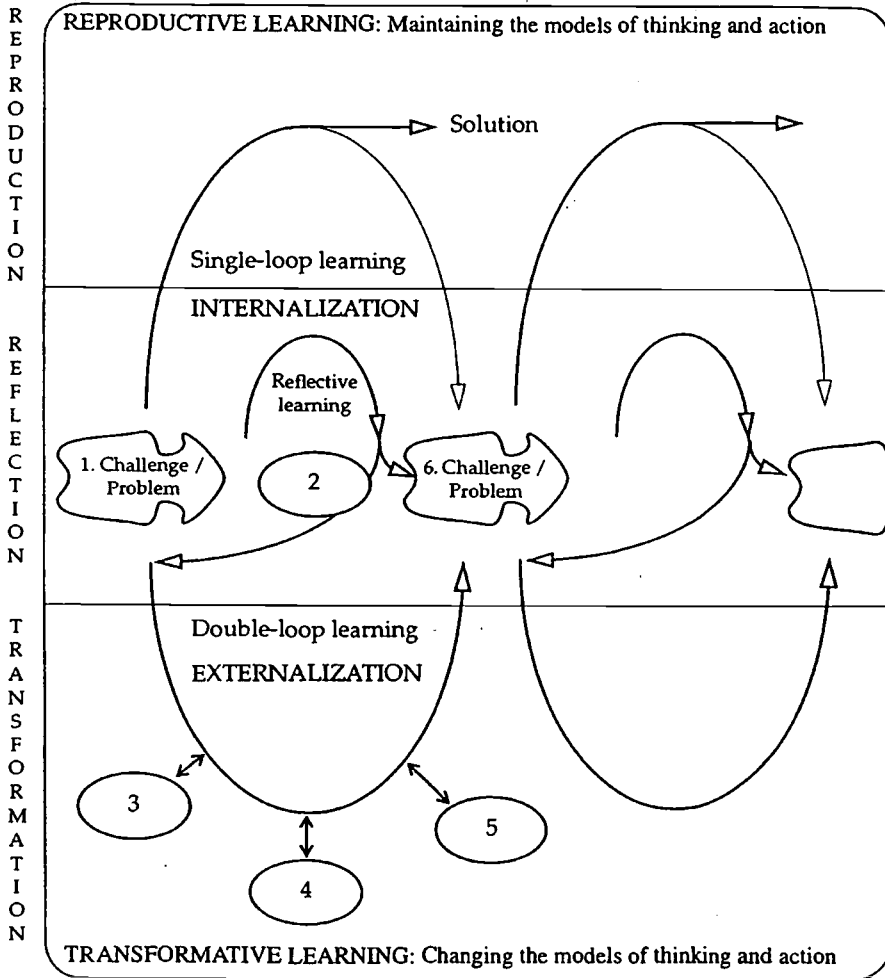 REPRODUCTION
REPRODUCTIVE LEARNING: Maintaining the models of thinking and action
Solution
Single-loop learning
INTERNALIZATION
REFLECTION
Reflective
learning
1. Challenge /
Problem
2
6. Challenge /
Problem
TRANSFORMATION
Double-loop learning
EXTERNALIZATION
3
4
5
TRANSFORMATIVE LEARNING: Changing the models of thinking and action